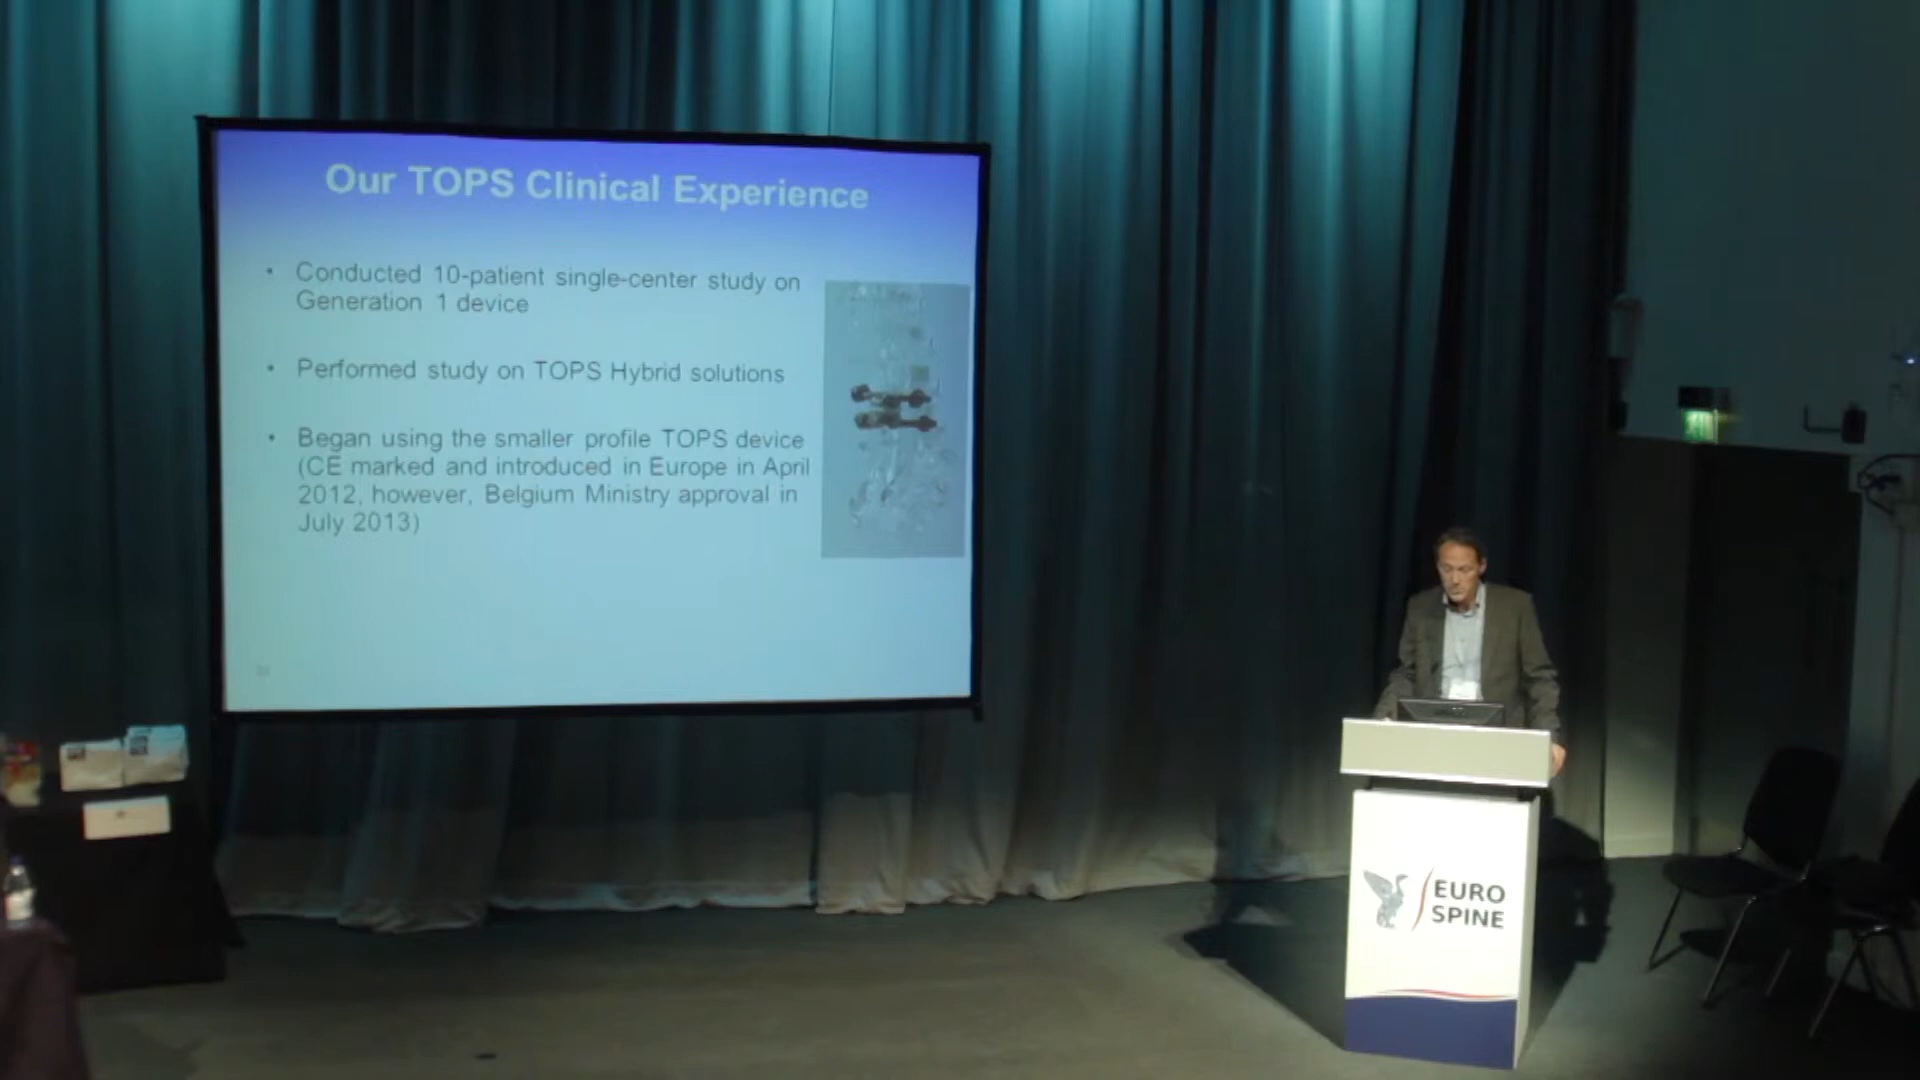 Our TOPS Clinical Experience
• Conducted 10-patient single-center study on
Generation 1 device
• Performed study on TOPS Hybrid solutions
• Began using the smaller profile TOPS device
(CE marked and introduced in Europe in April
2012, however, Belgium Ministry approval in
July 2013)
EURO
SPINE